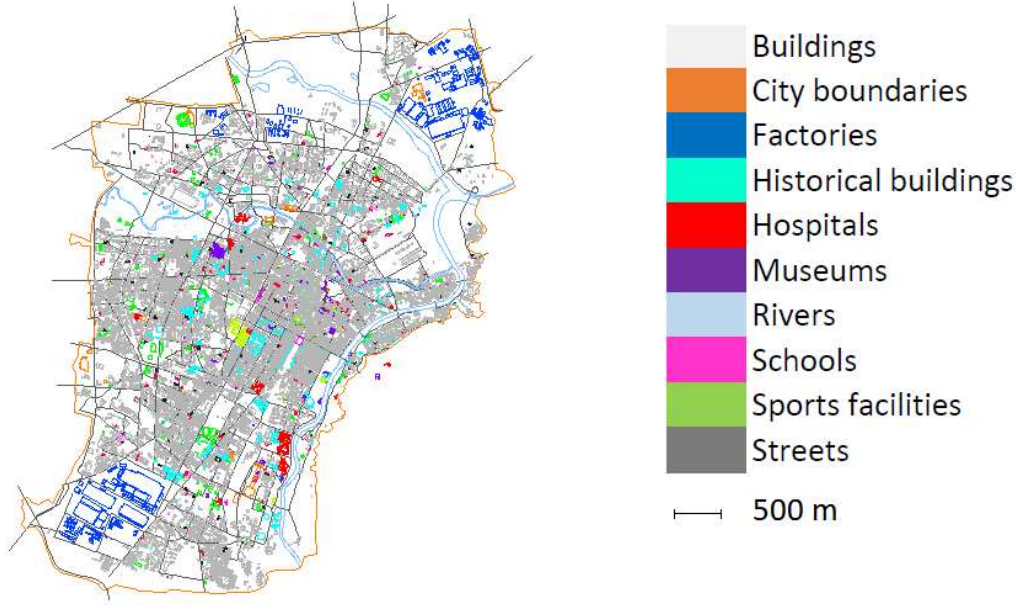 Buildings
City boundaries
Factories
Historical buildings
Hospitals
Museums
Rivers
Schools
Sports facilities
Streets
500 m